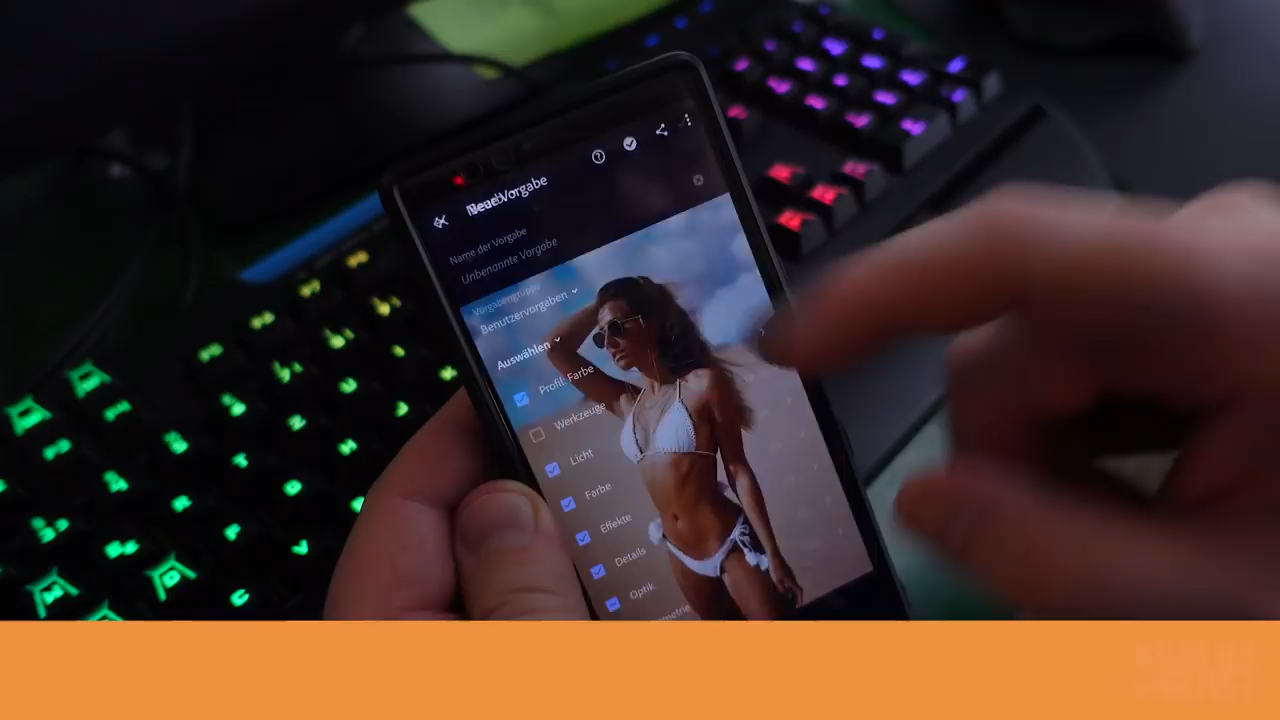 Neue Vorgabe
Name der Vorgabe
Unbenannte Vorgabe
Vorgabengruppe
Benutzervorgaben
Auswählen
Profil: Farbe
Werkzeuge
Licht
Farbe
Effekte
Details
Optik